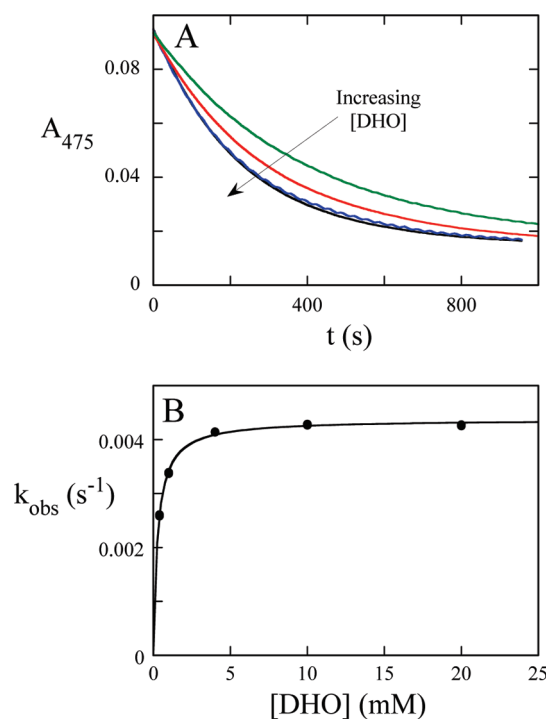 A
0.08
Increasing
[DHO]
A475
0.04
0
0 400 800
t (s)
B
0.004
kobs (s-1)
0.002
0
0 5 10 15 20 25
[DHO] (mM)